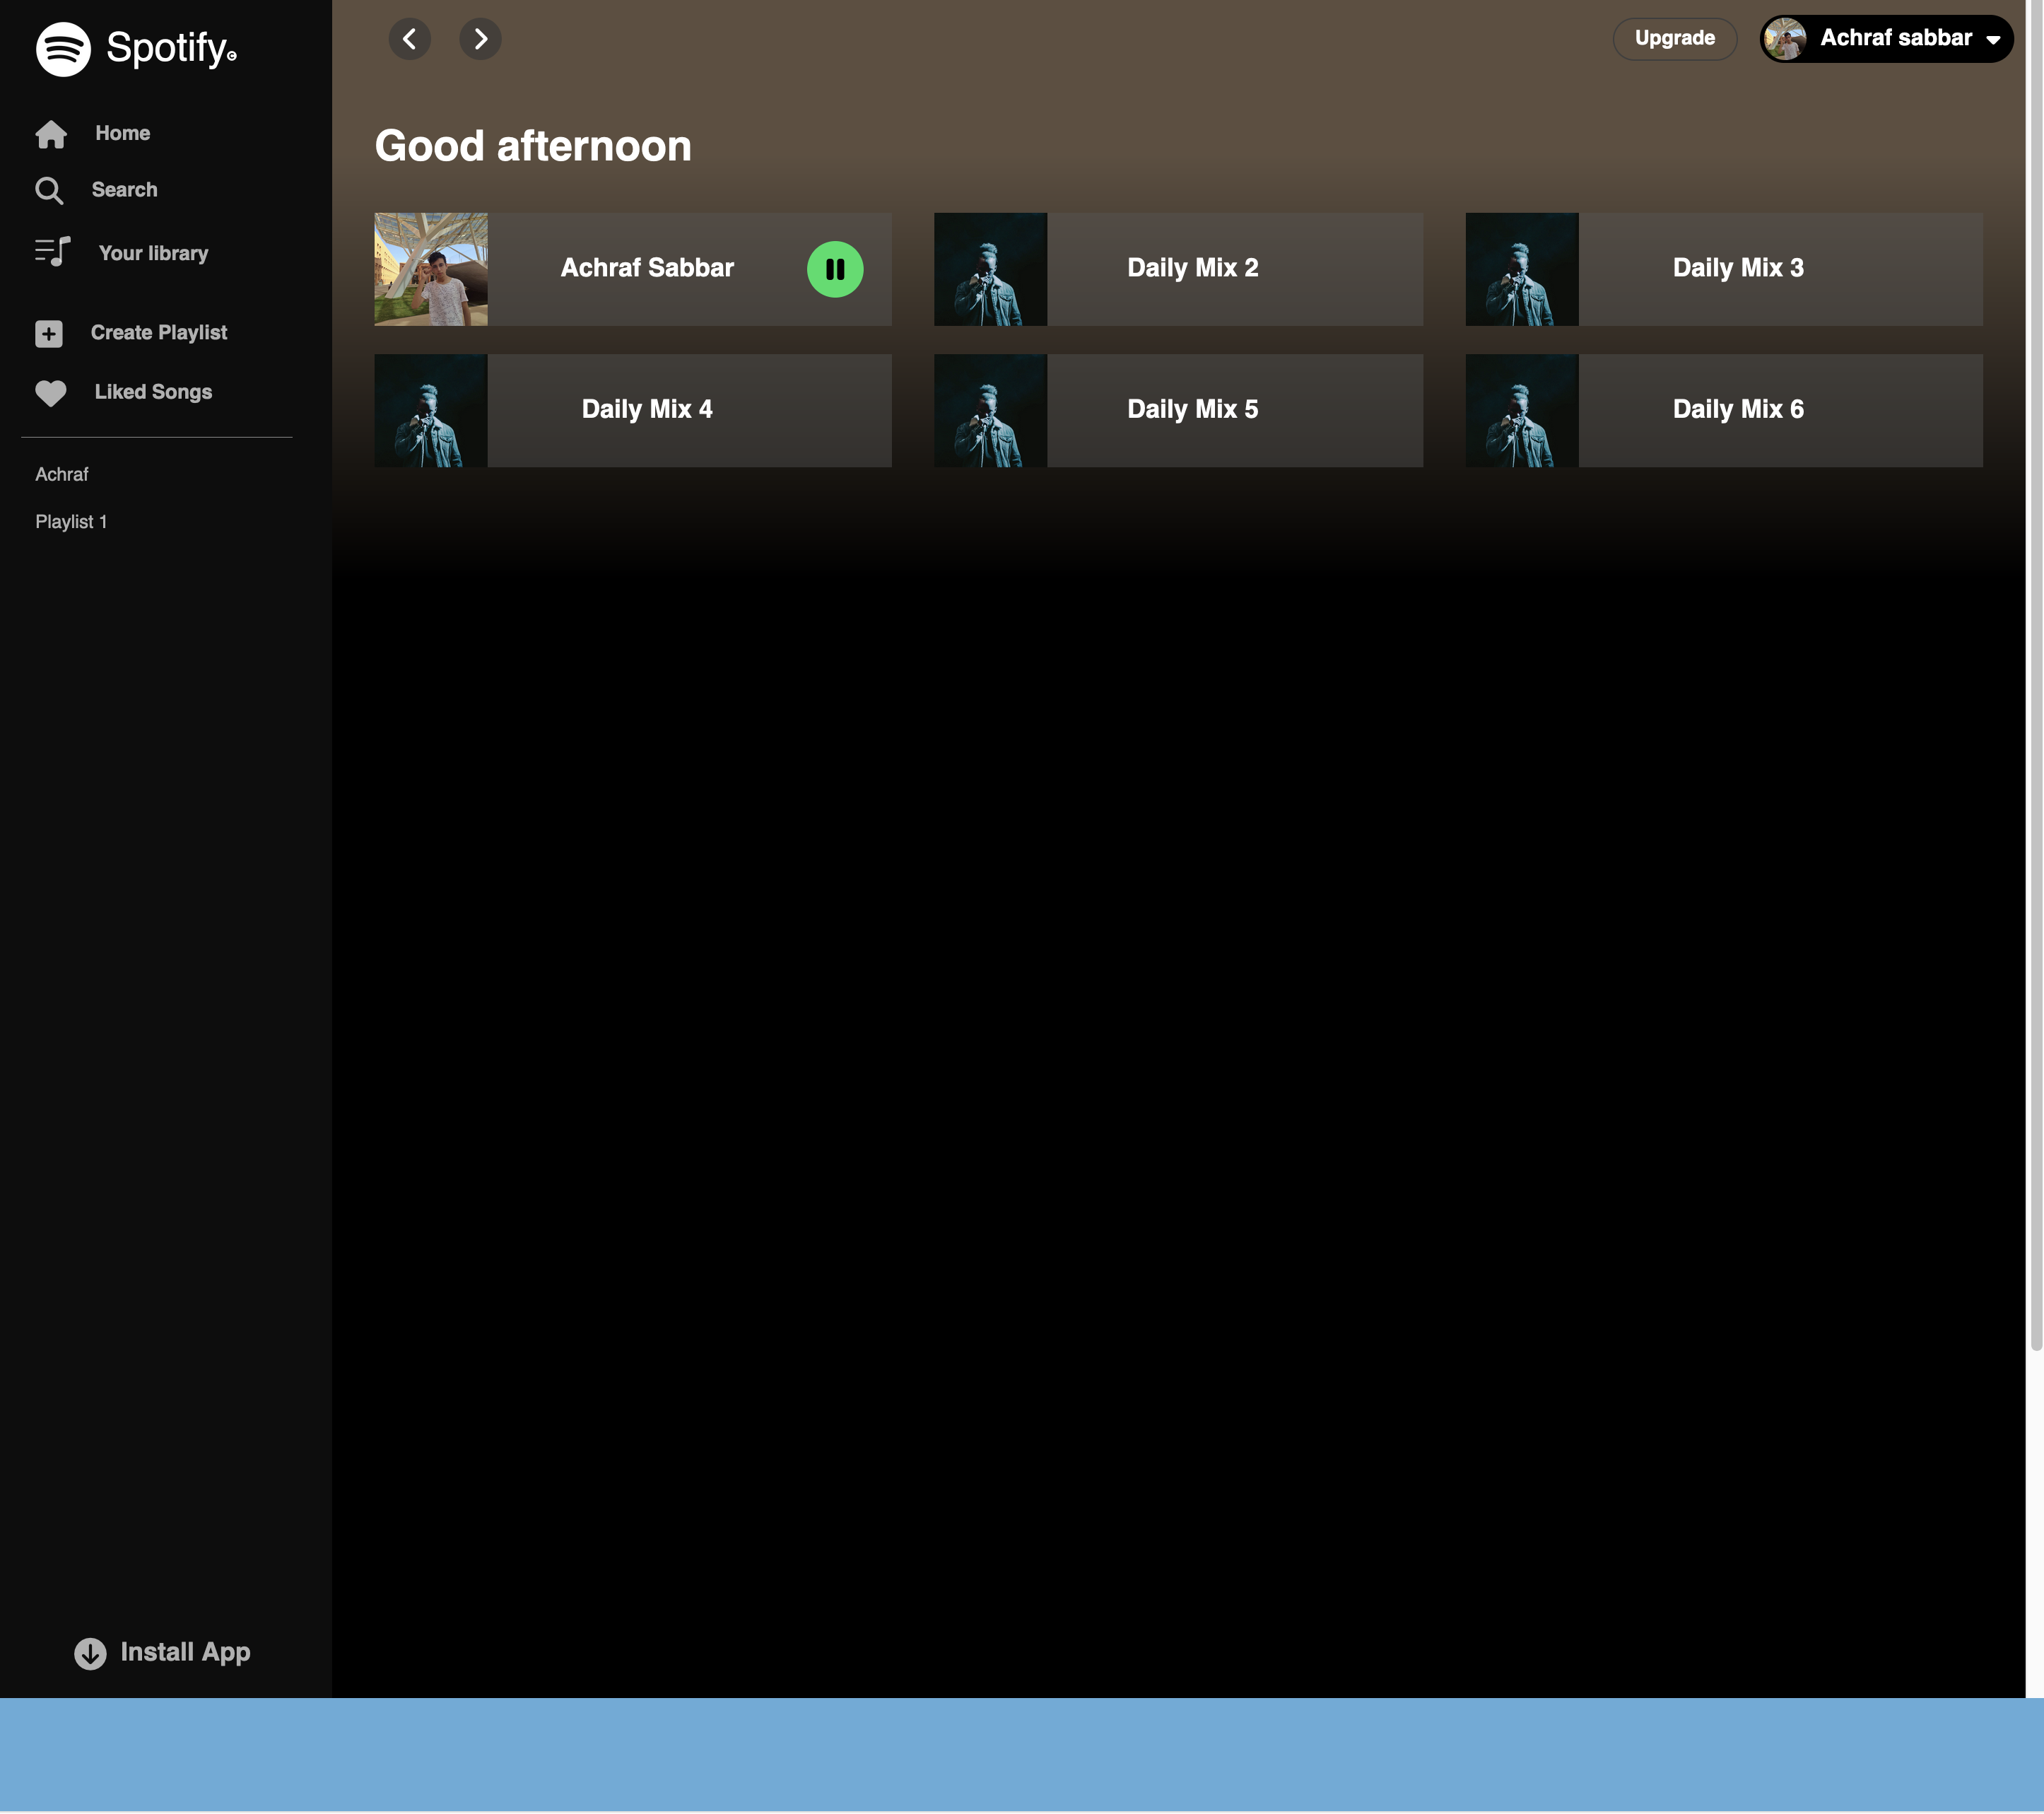 Spotify©
Home
Search
Your library
Create Playlist
Liked Songs
Achraf
Playlist 1
Install App
Upgrade
Achraf sabbar
Good afternoon
Achraf Sabbar
Daily Mix 2
Daily Mix 3
Daily Mix 4
Daily Mix 5
Daily Mix 6